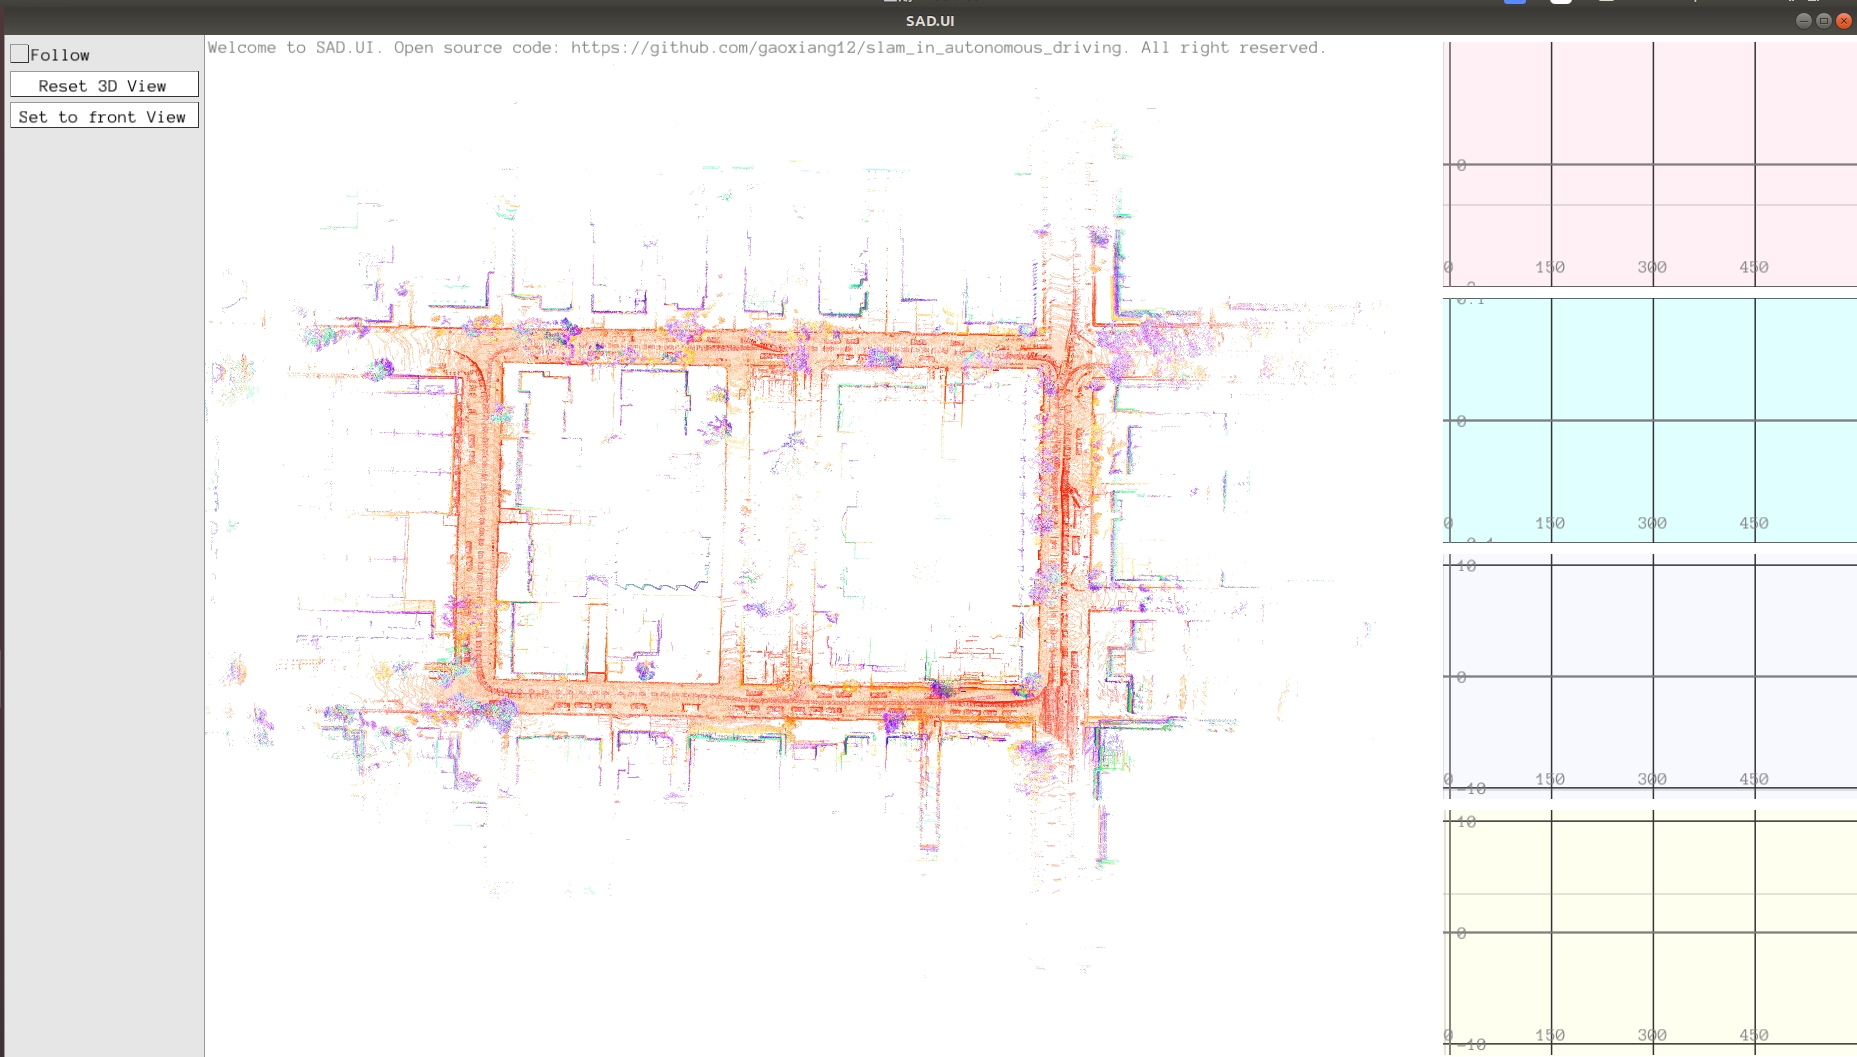 SAD.UI
Follow
Reset 3D View
Set to front View
Welcome to SAD.UI. Open source code: https://github.com/gaoxiang12/slam_in_autonomous_driving. All right reserved.
0
0 150 300 450
0.1
0
0 150 300 450
10
0
0 150 300 450
-10
10
0
0 150 300 450
-10